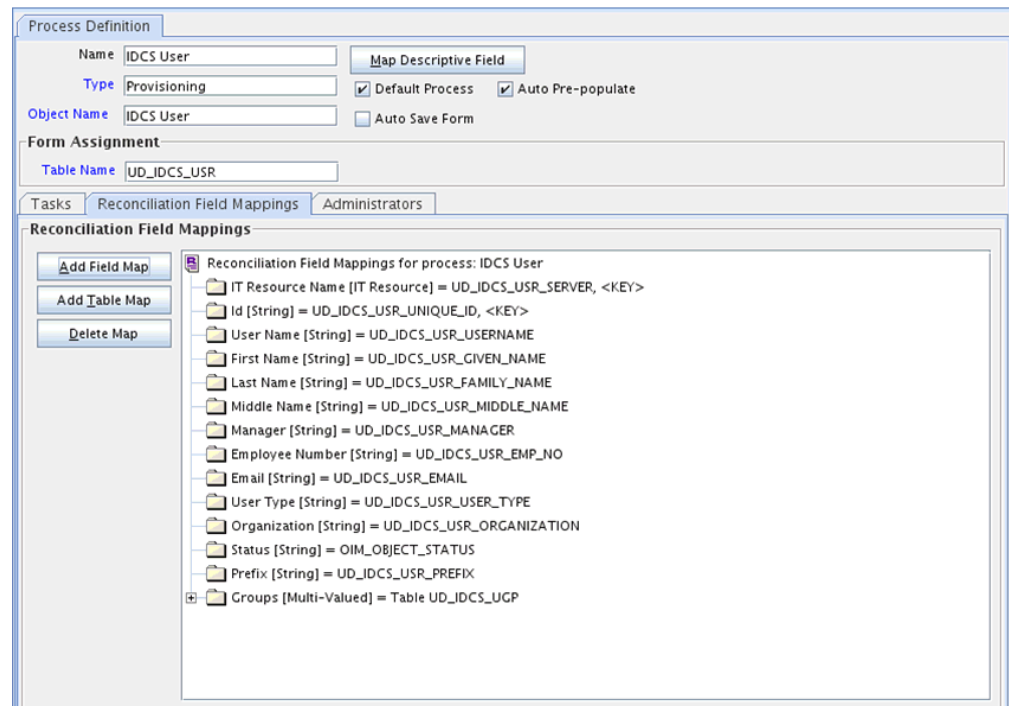 Process Definition
Name IDCS User Map Descriptive Field
Type Provisioning Default Process Auto Pre-populate
Object Name IDCS User Auto Save Form
Form Assignment
Table Name UD_IDCS_USR
Tasks Reconciliation Field Mappings Administrators
Reconciliation Field Mappings
Add Field Map Reconciliation Field Mappings for process: IDCS User
IT Resource Name [IT Resource] = UD_IDCS_USR_SERVER, <KEY>
Add Table Map Id [String] = UD_IDCS_USR_UNIQUE_ID, <KEY>
Delete Map User Name [String] = UD_IDCS_USR_USERNAME
First Name [String] = UD_IDCS_USR_GIVEN_NAME
Last Name [String] = UD_IDCS_USR_FAMILY_NAME
Middle Name [String] = UD_IDCS_USR_MIDDLE_NAME
Manager [String] = UD_IDCS_USR_MANAGER
Employee Number [String] = UD_IDCS_USR_EMP_NO
Email [String] = UD_IDCS_USR_EMAIL
User Type [String] = UD_IDCS_USR_USER_TYPE
Organization [String] = UD_IDCS_USR_ORGANIZATION
Status [String] = OIM_OBJECT_STATUS
Prefix [String] = UD_IDCS_USR_PREFIX
Groups [Multi-Valued] = Table UD_IDCS_UGP